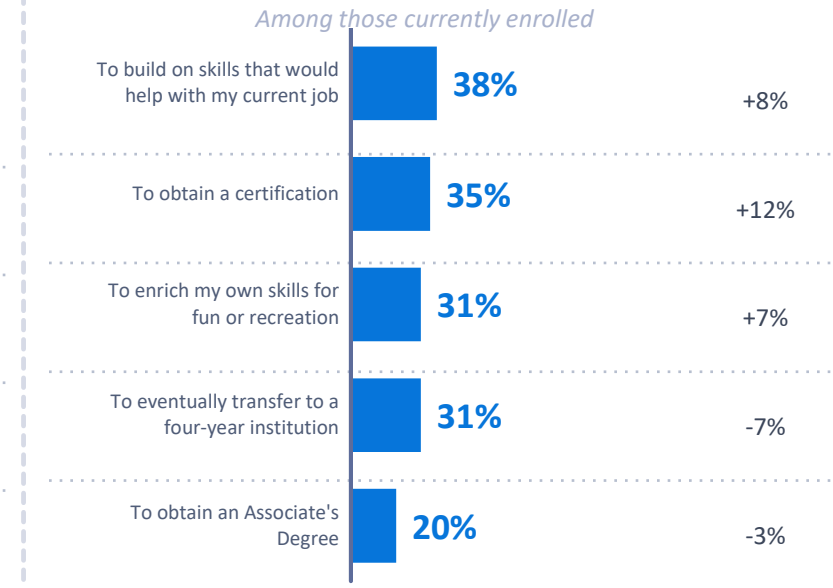 Among those currently enrolled
To build on skills that would
help with my current job
38%
+8%
To obtain a certification
35%
+12%
To enrich my own skills for
fun or recreation
31%
+7%
To eventually transfer to a
four-year institution
31%
-7%
To obtain an Associate's
Degree
20%
-3%